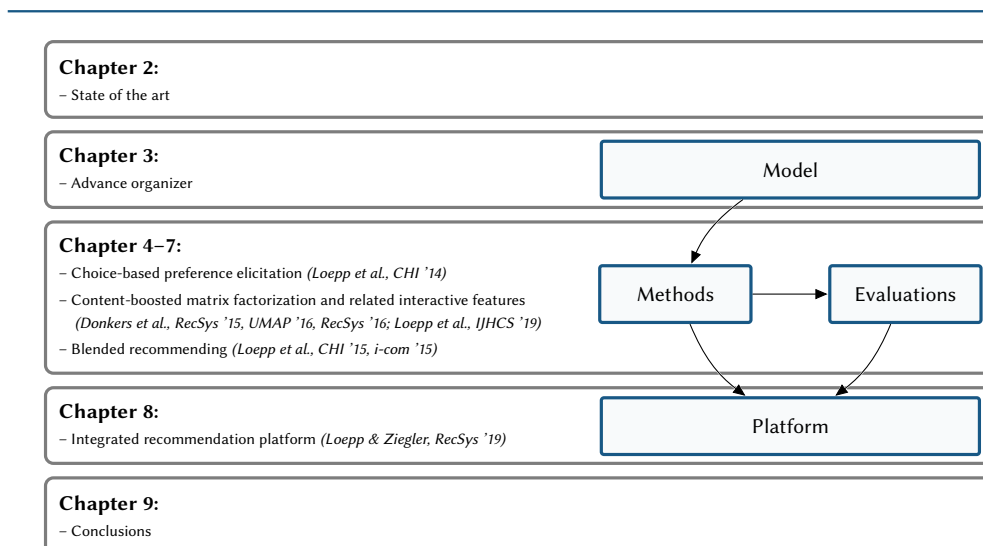 Chapter 2:
– State of the art
Chapter 3:
– Advance organizer
Model
Chapter 4–7:
– Choice-based preference elicitation (Loepp et al., CHI ’14)
– Content-boosted matrix factorization and related interactive features
(Donkers et al., RecSys ’15, UMAP ’16, RecSys ’16; Loepp et al., IJHCS ’19)
– Blended recommending (Loepp et al., CHI ’15, i-com ’15)
Methods
Evaluations
Chapter 8:
– Integrated recommendation platform (Loepp & Ziegler, RecSys ’19)
Platform
Chapter 9:
– Conclusions